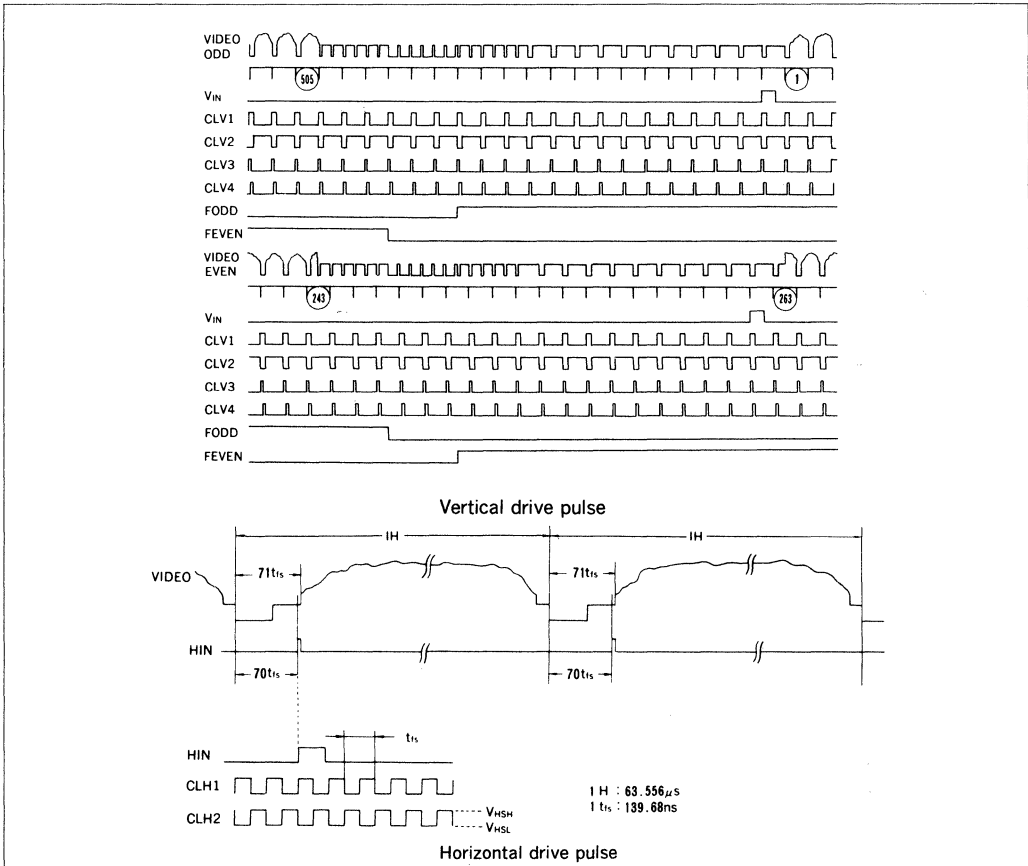 VIDEO
ODD
505
1
VIN
CLV1
CLV2
CLV3
CLV4
FODD
FEVEN
VIDEO
EVEN
243
263
VIN
CLV1
CLV2
CLV3
CLV4
FODD
FEVEN
Vertical drive pulse
IH IH
VIDEO 71tfs 71tfs
HIN
70tfs 70tfs
tfs
HIN
CLH1
1 H : 63.556μs
1 tfs : 139.68ns
CLH2 VHSH
VHSL
Horizontal drive pulse